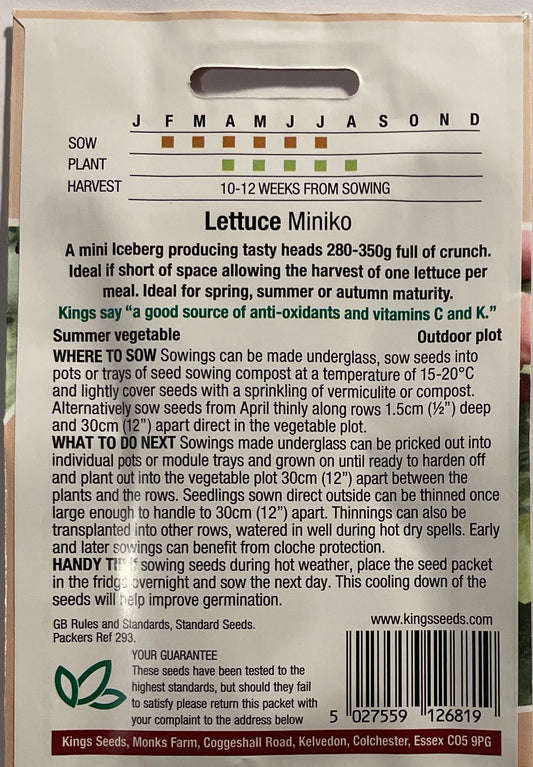 J F M A M J J A S O N D
SOW
PLANT
HARVEST 10-12 WEEKS FROM SOWING
Lettuce Miniko
A mini Iceberg producing tasty heads 280-350g full of crunch.
Ideal if short of space allowing the harvest of one lettuce per
meal. Ideal for spring, summer or autumn maturity.
Kings say “a good source of anti-oxidants and vitamins C and K.”
Summer vegetable Outdoor plot
WHERE TO SOW Sowings can be made underglass, sow seeds into
pots or trays of seed sowing compost at a temperature of 15-20°C
and lightly cover seeds with a sprinkling of vermiculite or compost.
Alternatively sow seeds from April thinly along rows 1.5cm (½”) deep
and 30cm (12”) apart direct in the vegetable plot.
WHAT TO DO NEXT Sowings made underglass can be pricked out into
individual pots or module trays and grown on until ready to harden off
and plant out into the vegetable plot 30cm (12”) apart between the
plants and the rows. Seedlings sown direct outside can be thinned once
large enough to handle to 30cm (12”) apart. Thinnings can also be
transplanted into other rows, watered in well during hot dry spells. Early
and later sowings can benefit from cloche protection.
HANDY TIP If sowing seeds during hot weather, place the seed packet
in the fridge overnight and sow the next day. This cooling down of the
seeds will help improve germination.
GB Rules and Standards, Standard Seeds.
Packers Ref 293.
www.kingsseeds.com
YOUR GUARANTEE
These seeds have been tested to the
highest standards, but should they fail
to satisfy please return this packet with
your complaint to the address below
5 027559 126819
Kings Seeds, Monks Farm, Coggeshall Road, Kelvedon, Colchester, Essex CO5 9PG